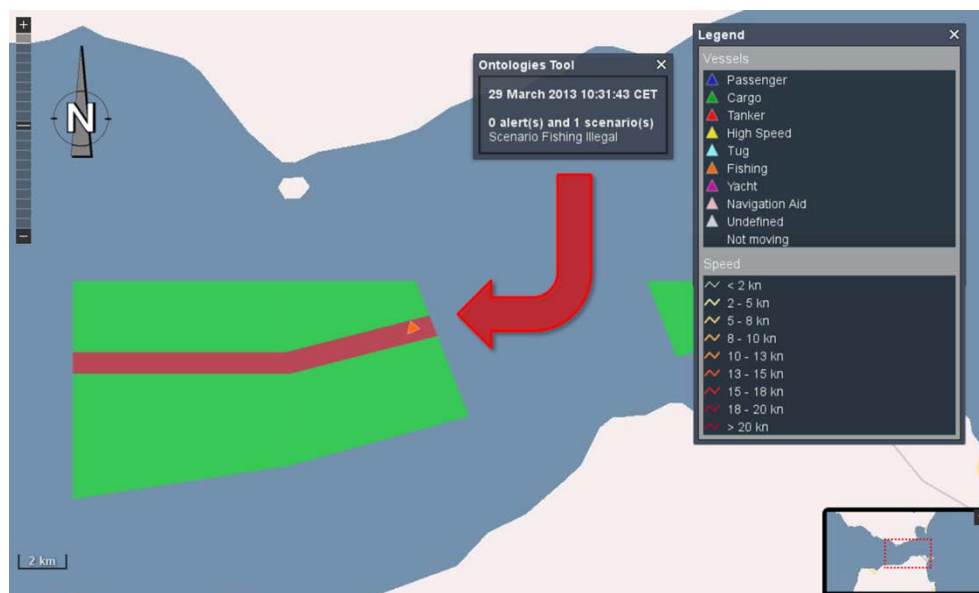 +
N
−
2 km
Ontologies Tool X
29 March 2013 10:31:43 CET
0 alert(s) and 1 scenario(s)
Scenario Fishing Illegal
Legend X
Vessels
Passenger
Cargo
Tanker
High Speed
Tug
Fishing
Yacht
Navigation Aid
Undefined
Not moving
Speed
< 2 kn
2 - 5 kn
5 - 8 kn
8 - 10 kn
10 - 13 kn
13 - 15 kn
15 - 18 kn
18 - 20 kn
> 20 kn